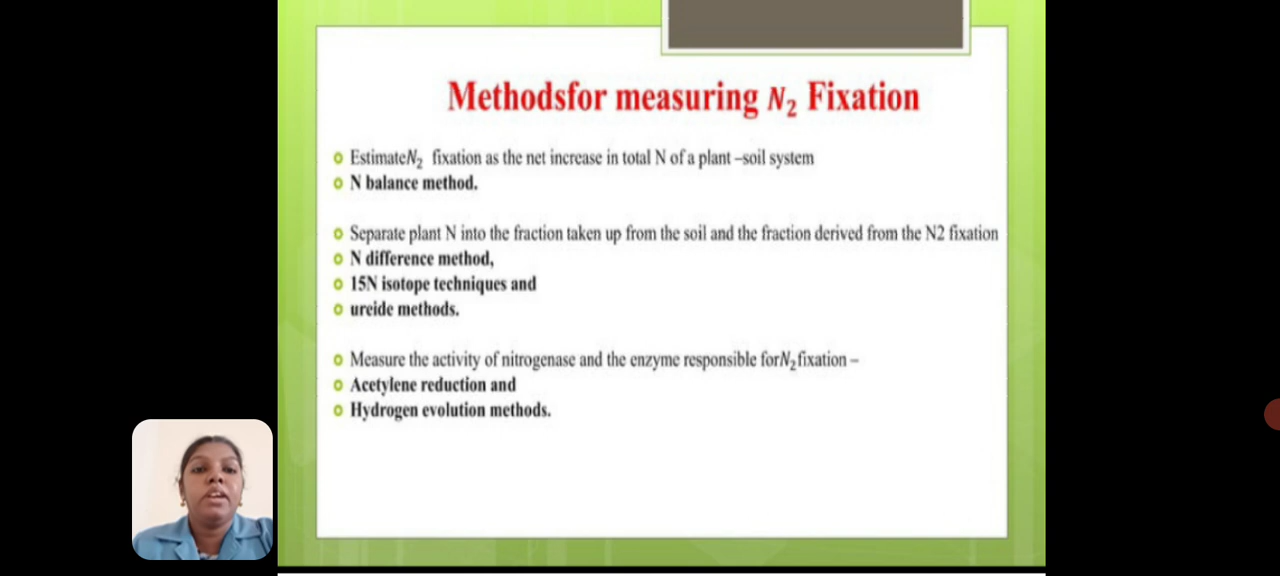 Methodsfor measuring N₂ Fixation
EstimateN₂ fixation as the net increase in total N of a plant –soil system
N balance method.
Separate plant N into the fraction taken up from the soil and the fraction derived from the N2 fixation
N difference method,
15N isotope techniques and
ureide methods.
Measure the activity of nitrogenase and the enzyme responsible forN₂fixation –
Acetylene reduction and
Hydrogen evolution methods.